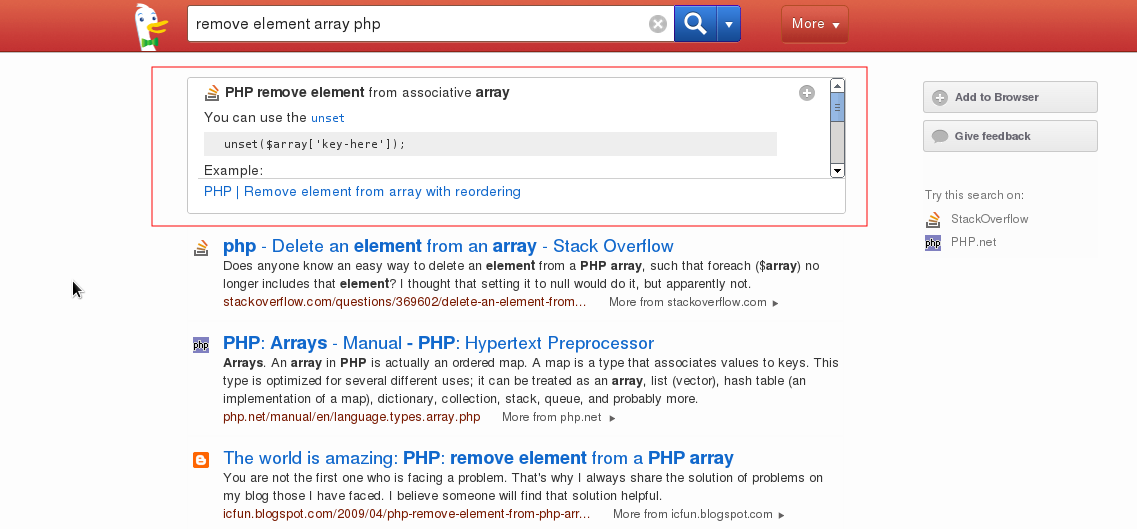 remove element array php
More
PHP remove element from associative array
You can use the unset
unset($array['key-here']);
Example:
PHP | Remove element from array with reordering
Add to Browser
Give feedback
Try this search on:
StackOverflow
php PHP.net
php - Delete an element from an array - Stack Overflow
Does anyone know an easy way to delete an element from a PHP array, such that foreach ($array) no
longer includes that element? I thought that setting it to null would do it, but apparently not.
stackoverflow.com/questions/369602/delete-an-element-from... More from stackoverflow.com
php PHP: Arrays - Manual - PHP: Hypertext Preprocessor
Arrays. An array in PHP is actually an ordered map. A map is a type that associates values to keys. This
type is optimized for several different uses; it can be treated as an array, list (vector), hash table (an
implementation of a map), dictionary, collection, stack, queue, and probably more.
php.net/manual/en/language.types.array.php More from php.net
The world is amazing: PHP: remove element from a PHP array
You are not the first one who is facing a problem. That's why I always share the solution of problems on
my blog those I have faced. I believe someone will find that solution helpful.
icfun.blogspot.com/2009/04/php-remove-element-from-php-arr... More from icfun.blogspot.com